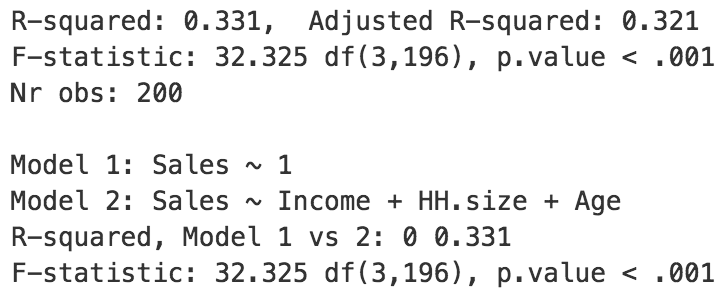 R-squared: 0.331,  Adjusted R-squared: 0.321
F-statistic: 32.325 df(3,196), p.value < .001
Nr obs: 200

Model 1: Sales ~ 1
Model 2: Sales ~ Income + HH.size + Age
R-squared, Model 1 vs 2: 0 0.331
F-statistic: 32.325 df(3,196), p.value < .001